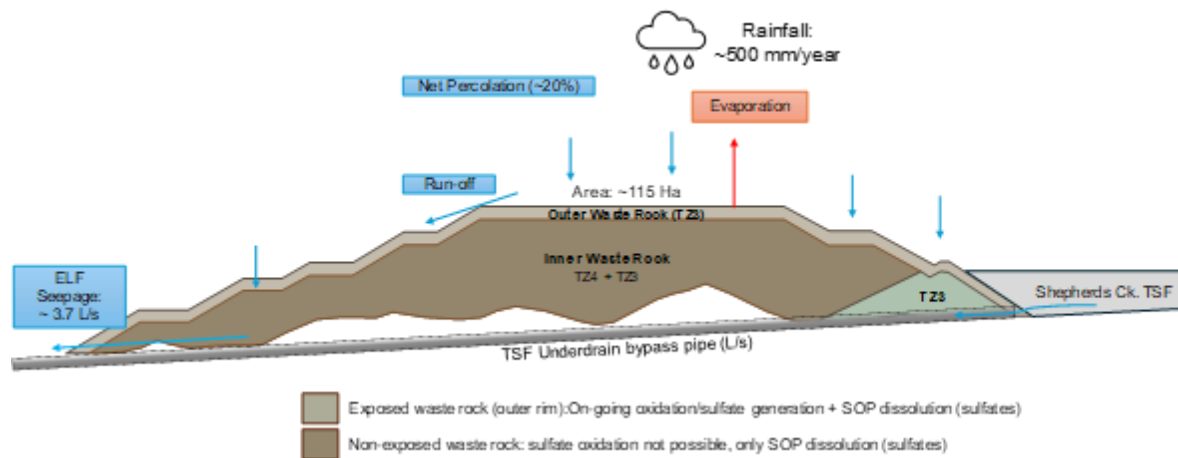 Rainfall:
~500 mm/year
Net Percolation (~20%)
Evaporation
Run-off
Area: ~115 Ha
Outer Waste Rock (TZ3)
ELF
Seepage:
~ 3.7 L/s
Inner Waste Rock
TZ4 + TZ3
TZ3
Shepherds Ck. TSF
TSF Underdrain bypass pipe (L/s)
Exposed waste rock (outer rim):On-going oxidation/sulfate generation + SOP dissolution (sulfates)
Non-exposed waste rock: sulfate oxidation not possible, only SOP dissolution (sulfates)